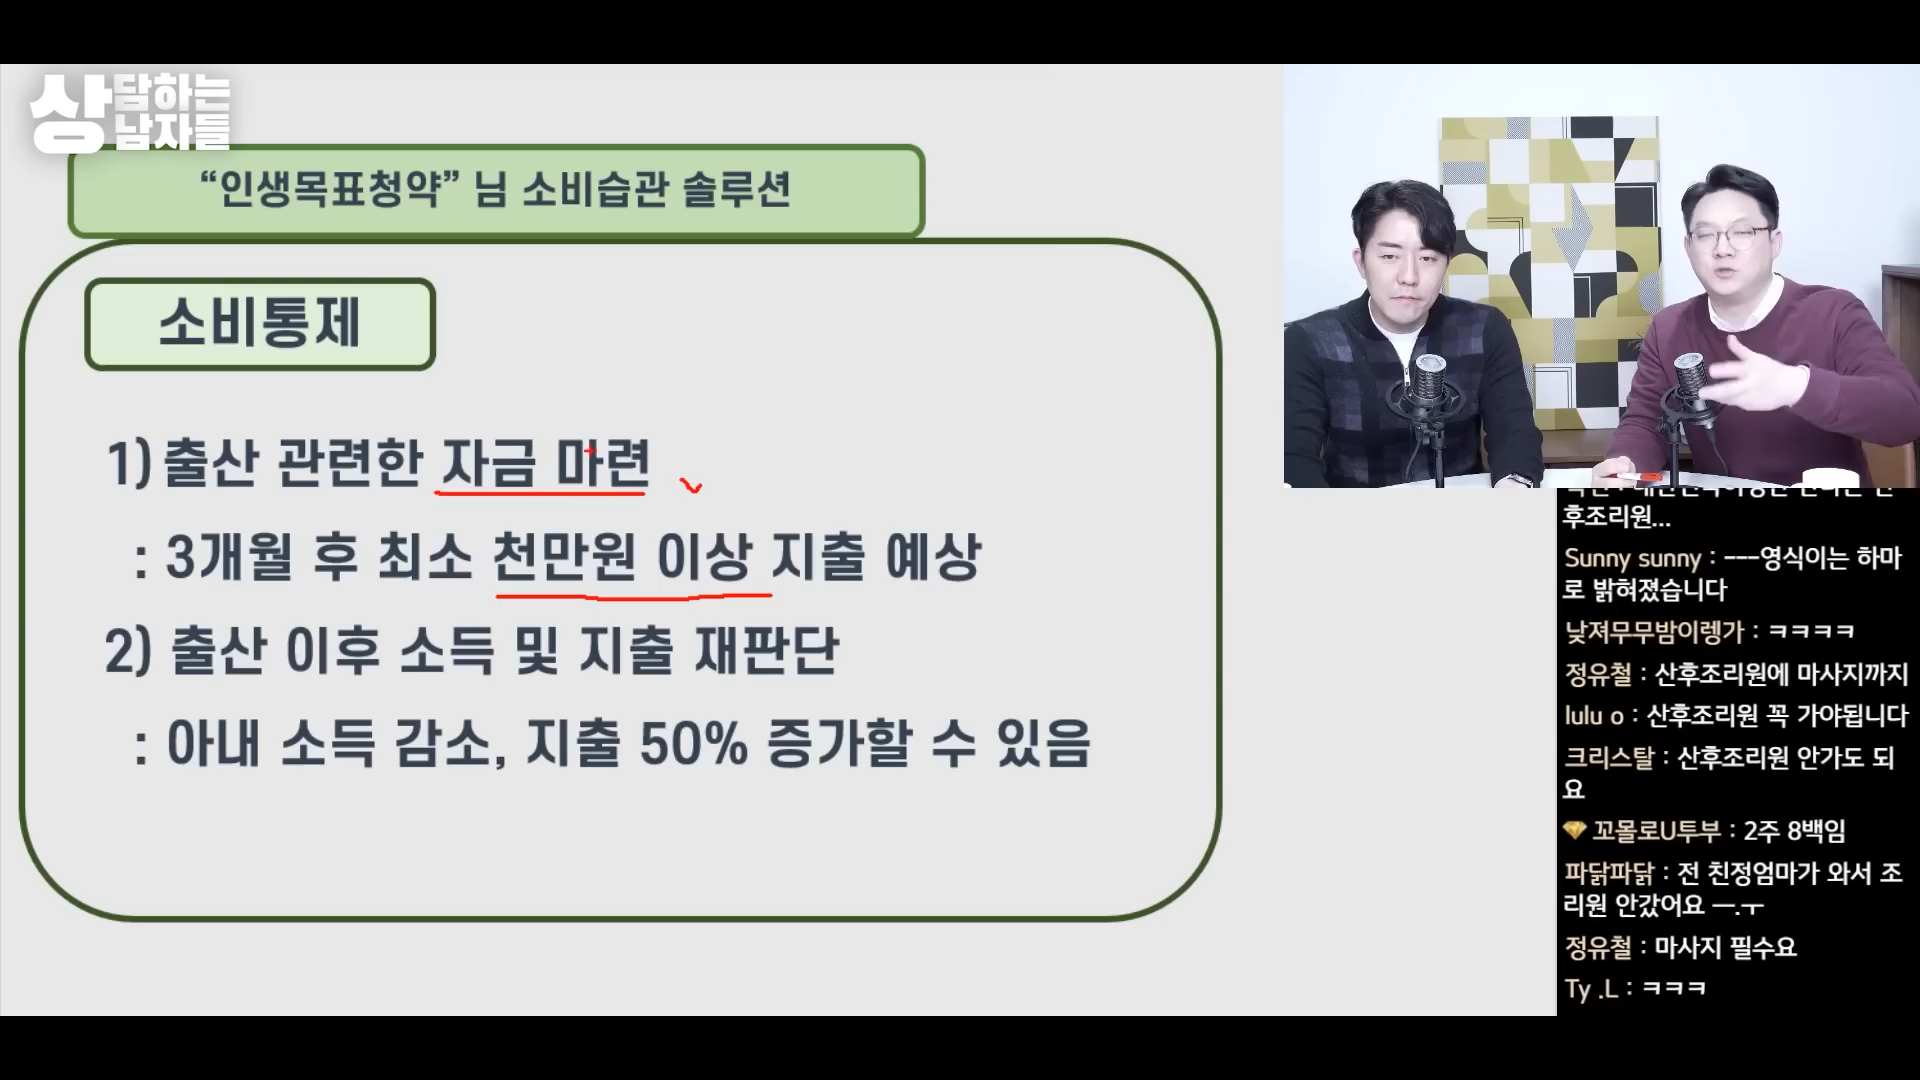 상담하는
남자들
“인생목표청약” 님 소비습관 솔루션
소비통제
1) 출산 관련한 자금 마련
: 3개월 후 최소 천만원 이상 지출 예상
2) 출산 이후 소득 및 지출 재판단
: 아내 소득 감소, 지출 50% 증가할 수 있음
후조리원...
Sunny sunny : ---영식이는 하마
로 밝혀졌습니다
낮져무무밤이렝가 : ㅋㅋㅋㅋ
정유철 : 산후조리원에 마사지까지
lulu o : 산후조리원 꼭 가야됩니다
크리스탈 : 산후조리원 안가도 되
요
꼬몰로U투부 : 2주 8백임
파닭파닭 : 전 친정엄마가 와서 조
리원 안갔어요 ㅡ.ㅜ
정유철 : 마사지 필수요
Ty .L : ㅋㅋㅋ